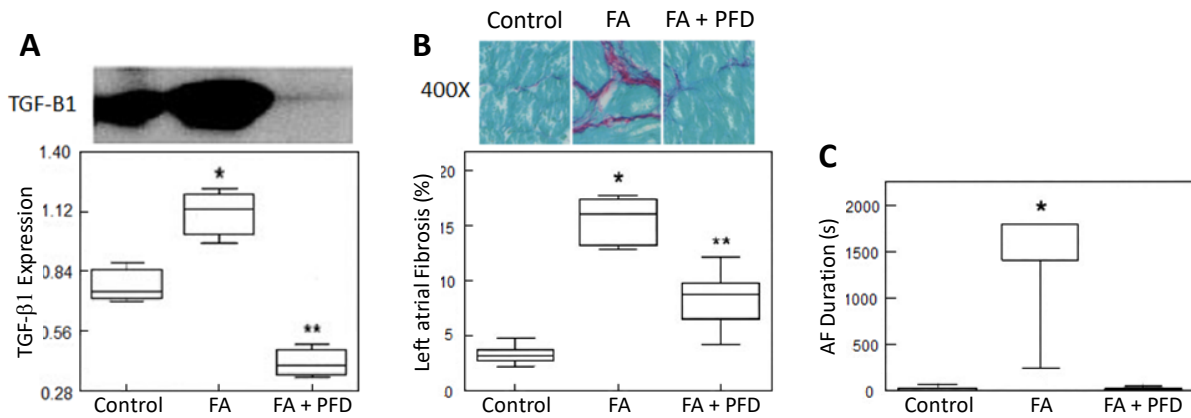 A
TGF-B1
TGF-β1 Expression
1.40
1.12
0.84
0.56
0.28
*
**
Control FA FA + PFD
B
Control FA FA + PFD
400X
Left atrial Fibrosis (%)
20
15
10
5
0
*
**
Control FA FA + PFD
C
AF Duration (s)
2000
1500
1000
500
0
*
Control FA FA + PFD